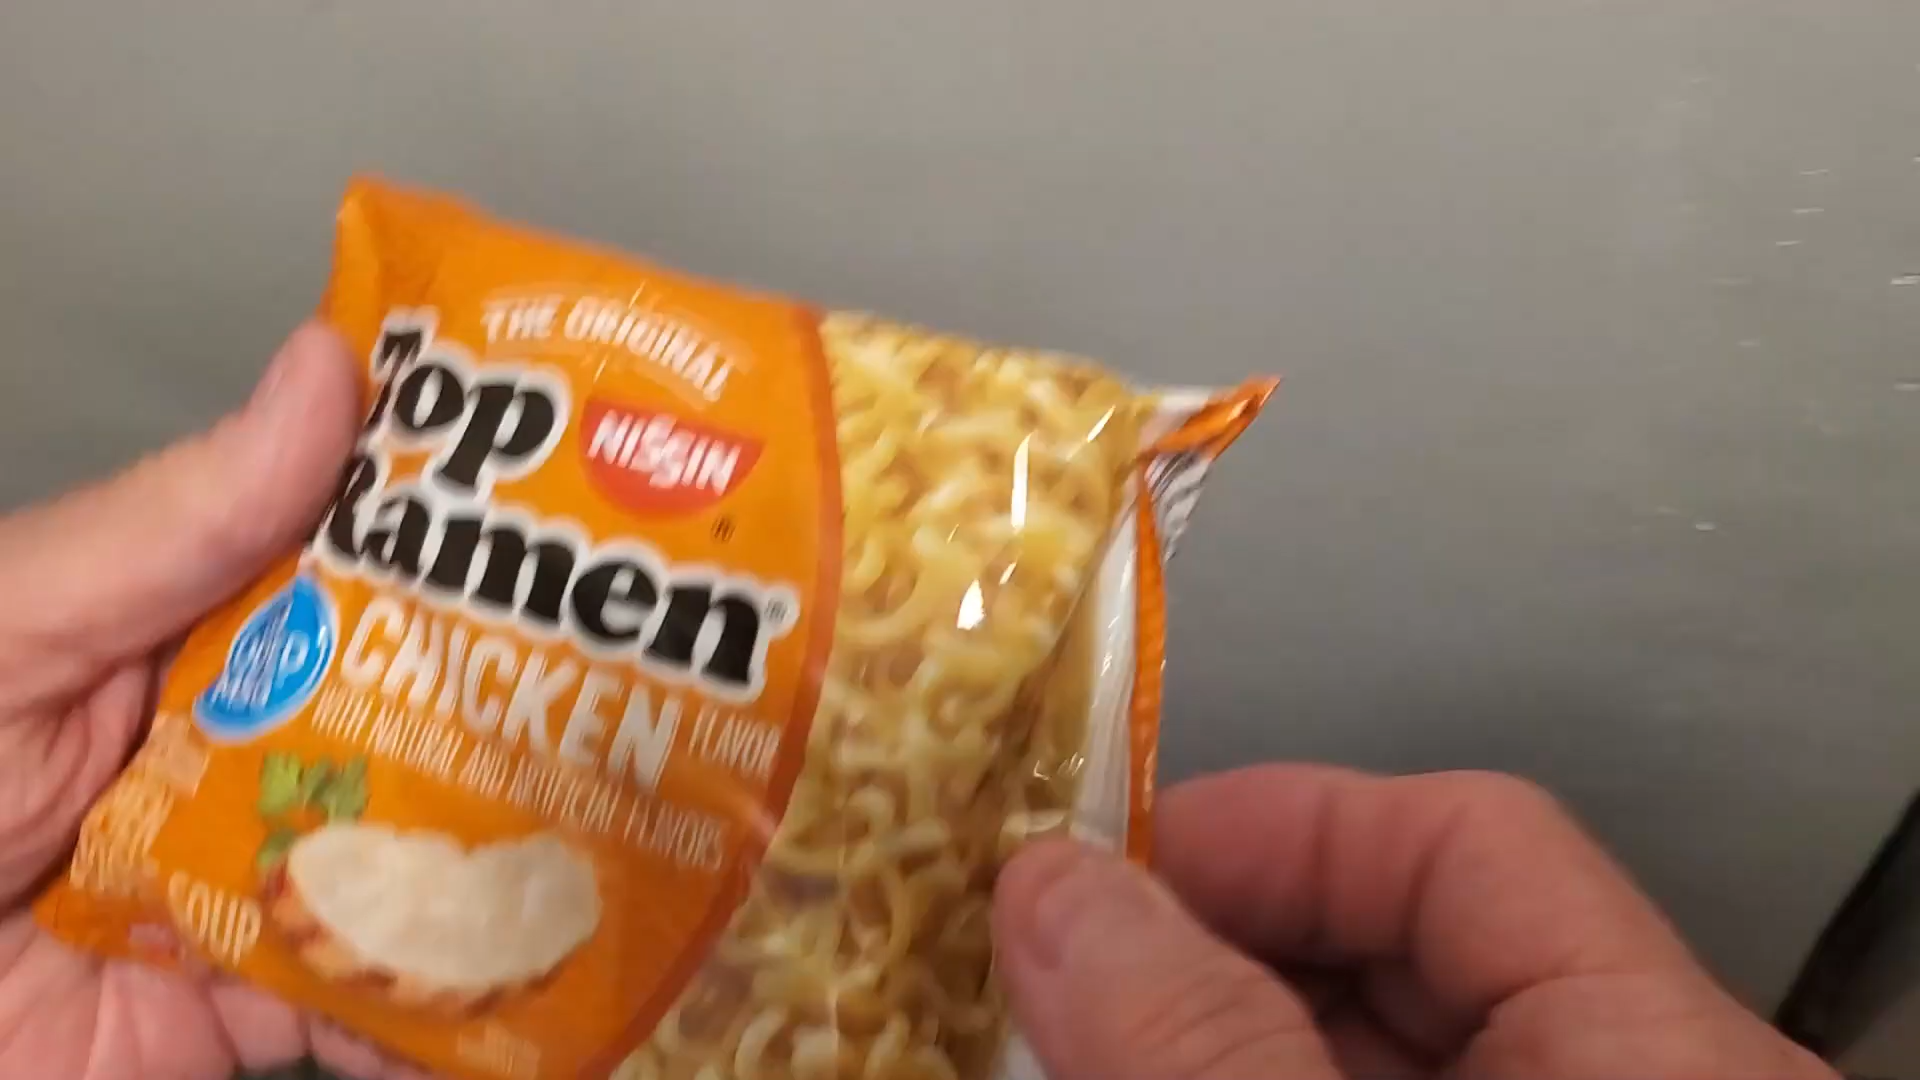 THE ORIGINAL
Top
NISSIN
®
Ramen®
CHICKEN
FLAVOR
WITH NATURAL AND ARTIFICIAL FLAVORS
SOUP